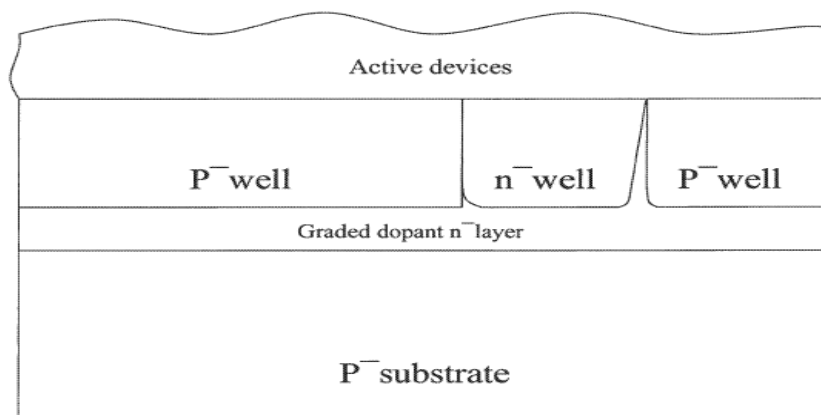 Active devices
P⁻well
n⁻well
P⁻well
Graded dopant n⁻layer
P⁻substrate